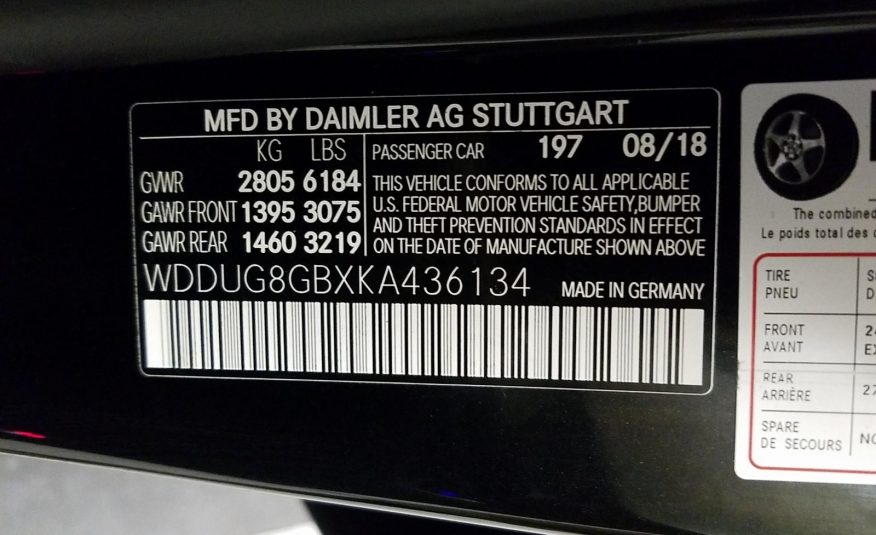 MFD BY DAIMLER AG STUTTGART
KG LBS
GVWR 2805 6184
GAWR FRONT 1395 3075
GAWR REAR 1460 3219
PASSENGER CAR 197 08/18
THIS VEHICLE CONFORMS TO ALL APPLICABLE
U.S. FEDERAL MOTOR VEHICLE SAFETY,BUMPER
AND THEFT PREVENTION STANDARDS IN EFFECT
ON THE DATE OF MANUFACTURE SHOWN ABOVE
WDDUG8GBXKA436134 MADE IN GERMANY
The combined
Le poids total des
TIRE
PNEU
FRONT
AVANT
REAR
ARRIÈRE
27
SPARE
DE SECOURS